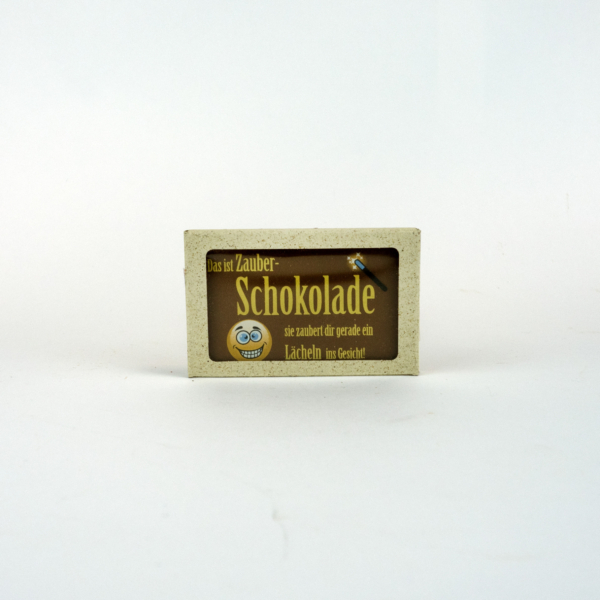 Das ist Zauber-
Schokolade
sie zaubert dir gerade ein
Lächeln ins Gesicht!